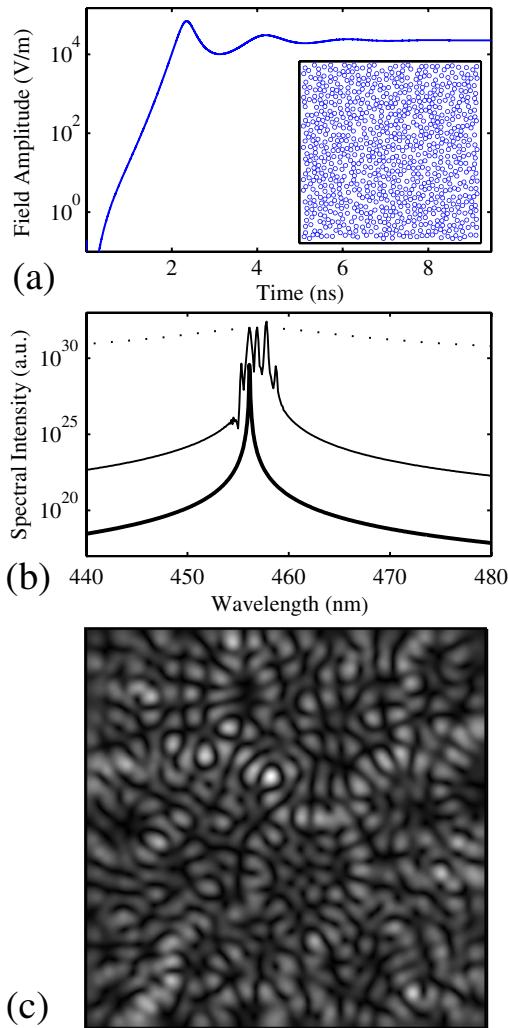 Field Amplitude (V/m)
10^4
10^2
10^0
2
4
6
8
Time (ns)
(a)
Spectral Intensity (a.u.)
10^30
10^25
10^20
440
450
460
470
480
Wavelength (nm)
(b)
(c)